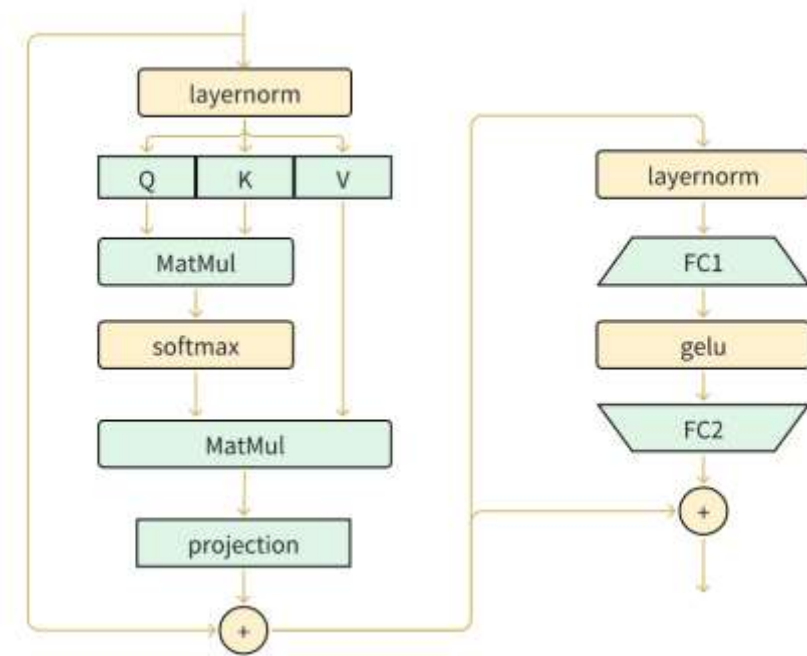 layernorm
Q K V
MatMul
softmax
MatMul
projection
+
layernorm
FC1
gelu
FC2
+